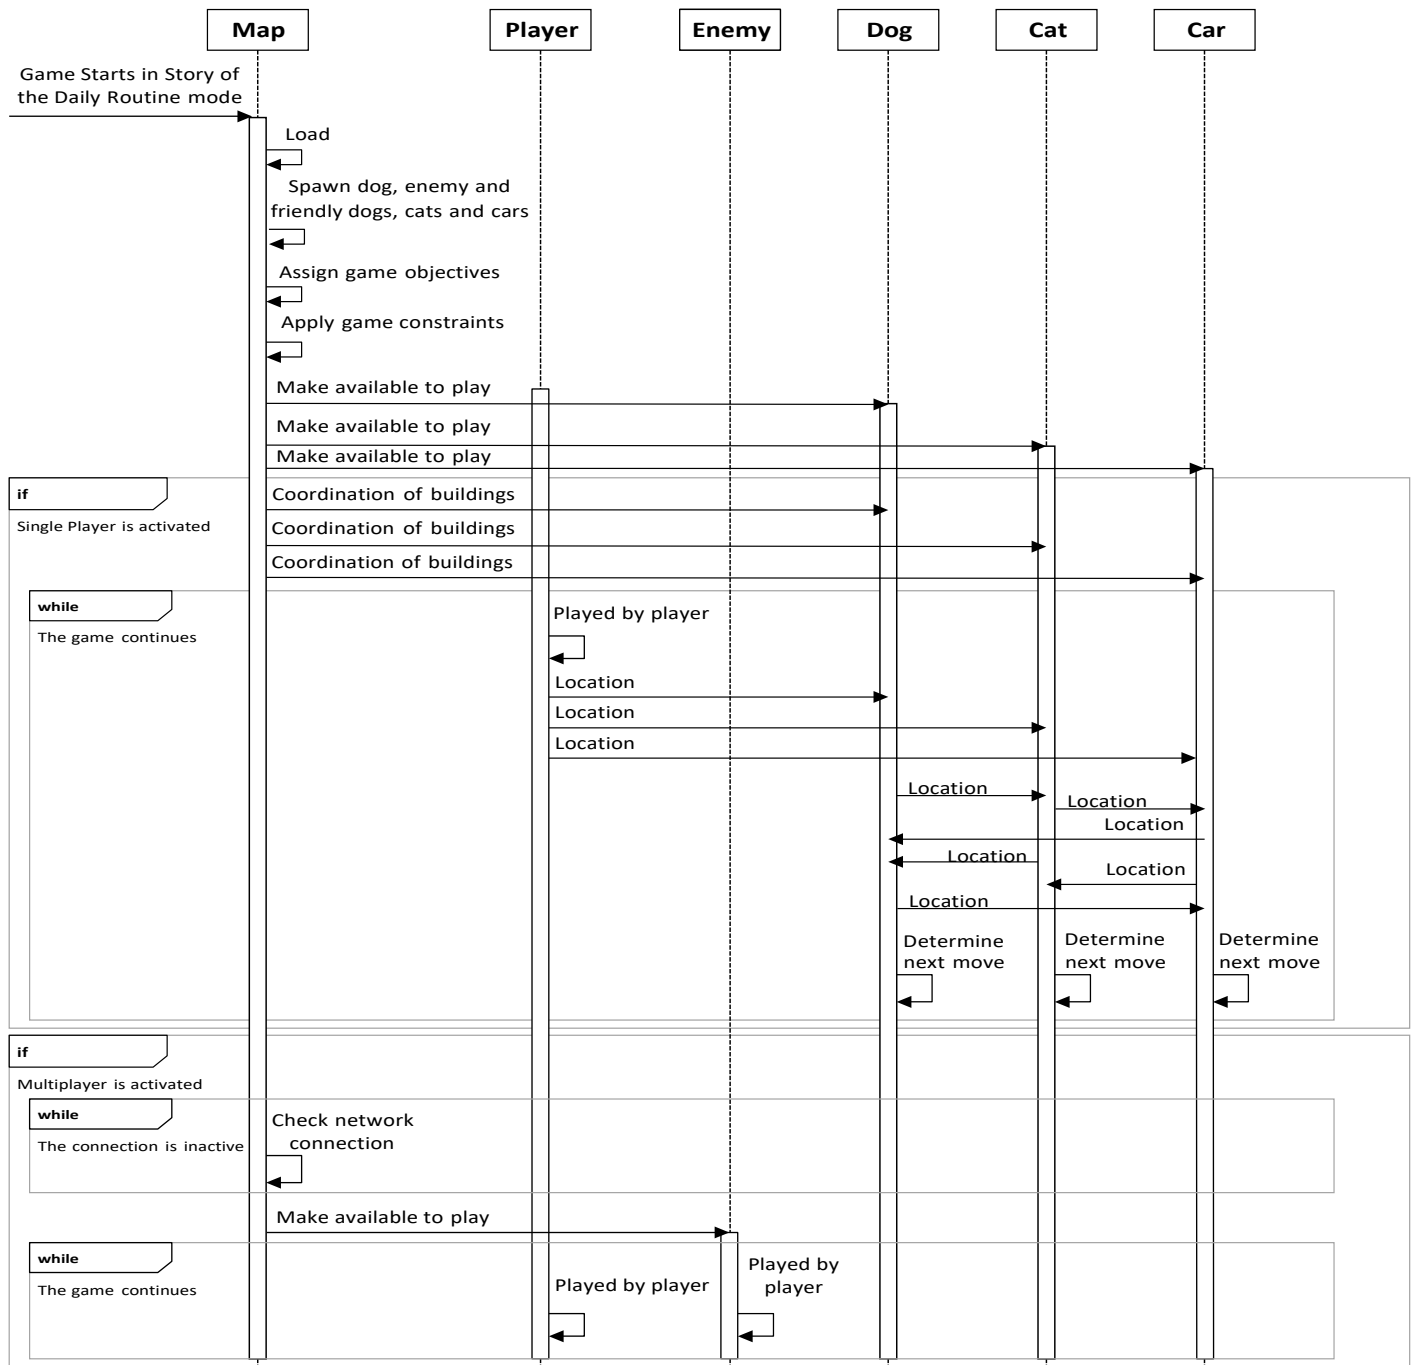 Map
Player
Enemy
Dog
Cat
Car
Game Starts in Story of
the Daily Routine mode
Load
Spawn dog, enemy and
friendly dogs, cats and cars
Assign game objectives
Apply game constraints
Make available to play
Make available to play
Make available to play
if
Single Player is activated
Coordination of buildings
Coordination of buildings
Coordination of buildings
while
The game continues
Played by player
Location
Location
Location
Location
Location
Location
Location
Location
Location
Determine
next move
Determine
next move
Determine
next move
if
Multiplayer is activated
while
The connection is inactive
Check network
connection
Make available to play
while
The game continues
Played by player
Played by
player